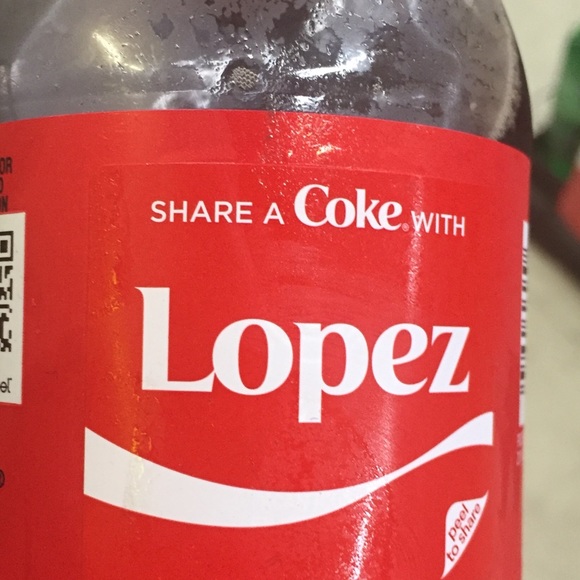 SHARE A Coke® WITH
Lopez
peel
to share